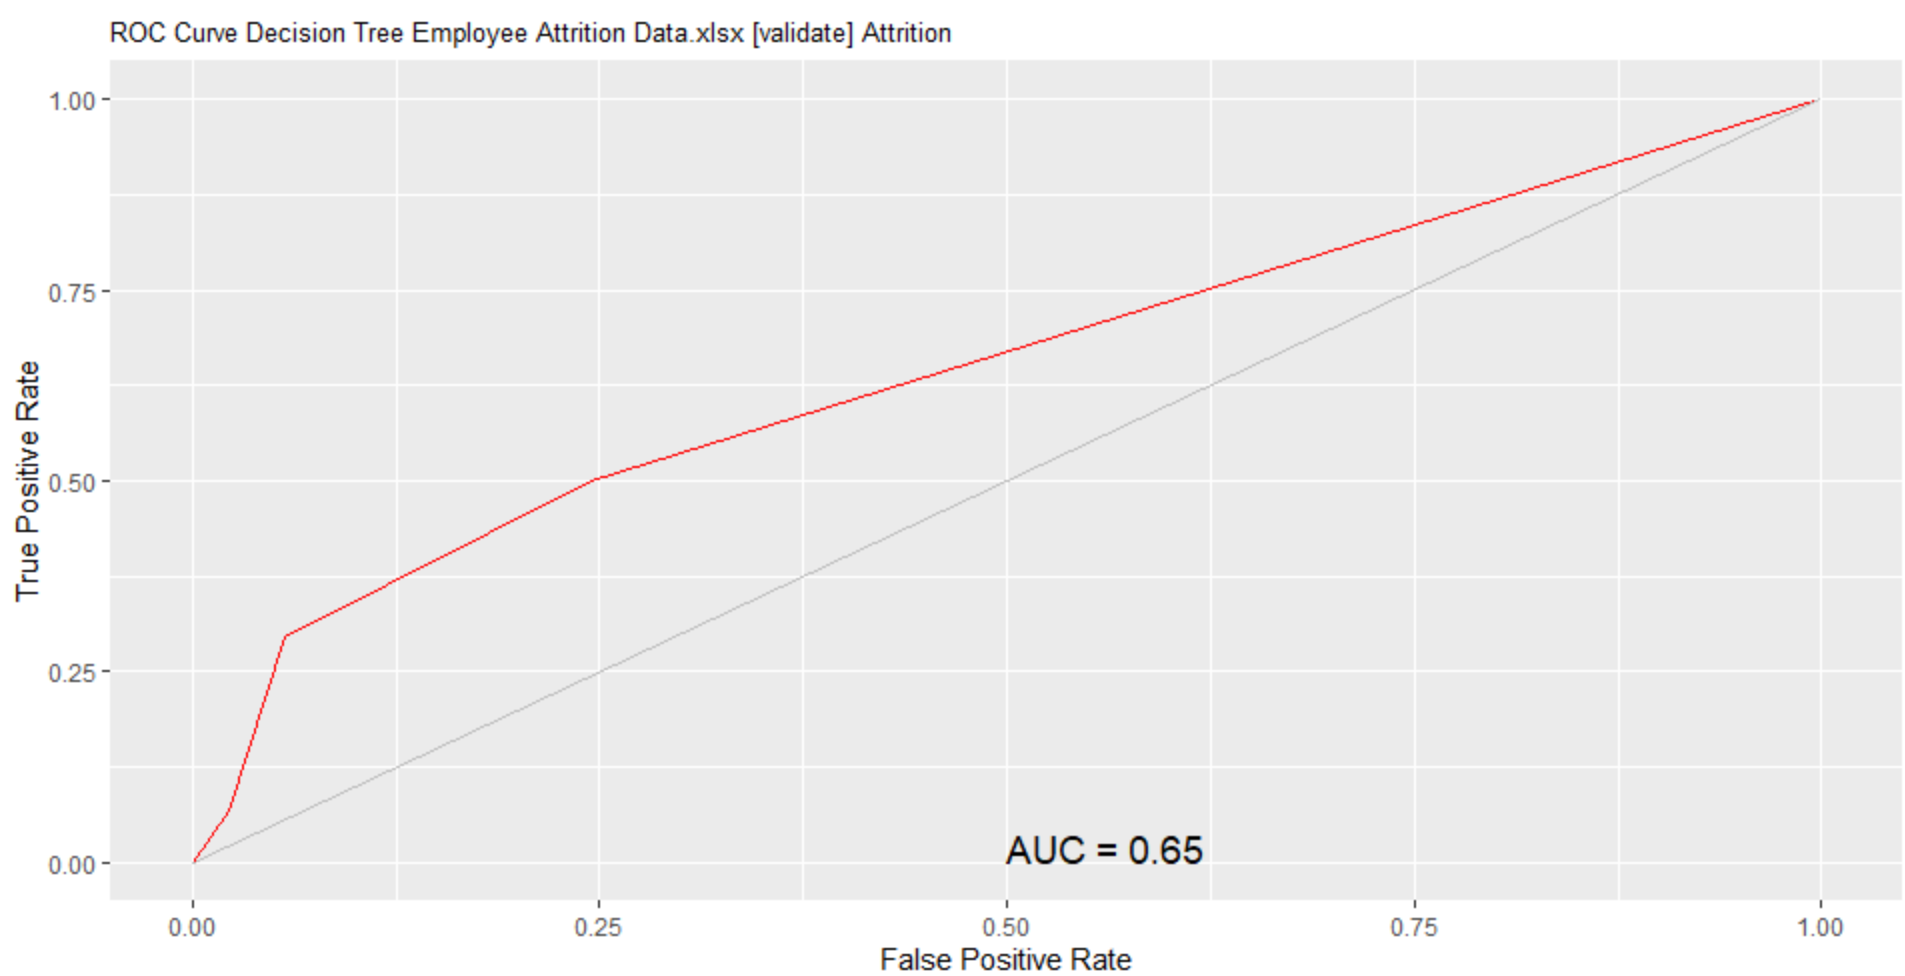 ROC Curve Decision Tree Employee Attrition Data.xlsx [validate] Attrition
True Positive Rate
1.00
0.75
0.50
0.25
0.00
AUC = 0.65
0.00 0.25 0.50 0.75 1.00
False Positive Rate